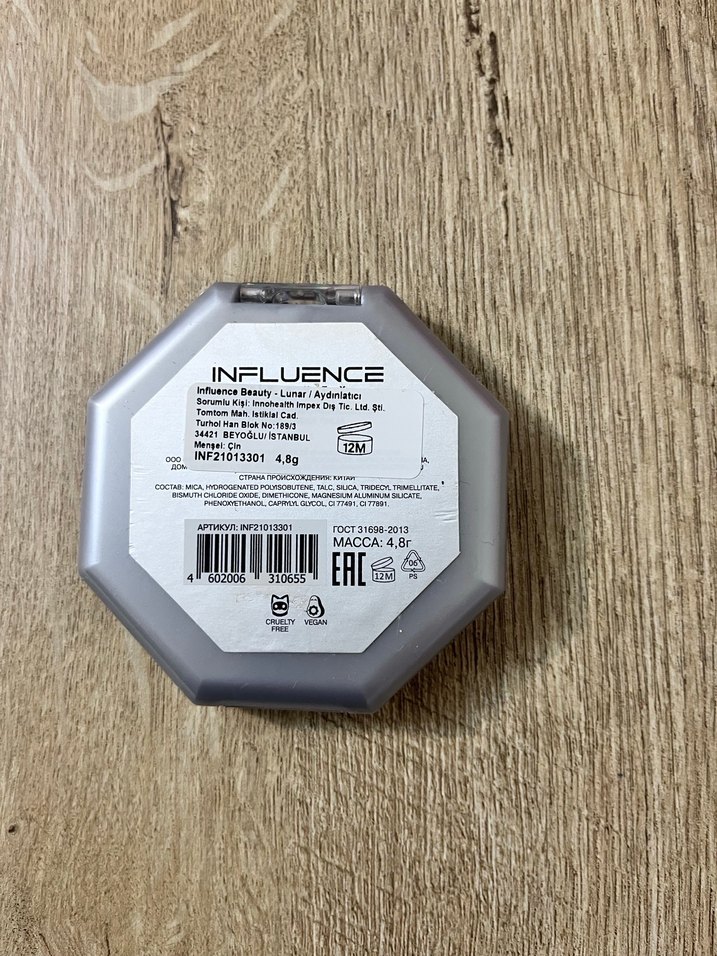 INFLUENCE
Influence Beauty - Lunar / Aydınlatıcı
Sorumlu Kişi: Innohealth Impex Dış Tic. Ltd. Şti.
Tomtom Mah. Istiklal Cad.
Turhol Han Blok No:189/3
34421 BEYOĞLU/ İSTANBUL
Menşei: Çin
INF21013301 4,8g
12M
ООО
ДОМ
СТРАНА ПРОИСХОЖДЕНИЯ: КИТАЙ
СОСТАВ: MICA, HYDROGENATED POLYISOBUTENE, TALC, SILICA, TRIDECYL TRIMELLITATE,
BISMUTH CHLORIDE OXIDE, DIMETHICONE, MAGNESIUM ALUMINUM SILICATE,
PHENOXYETHANOL, CAPRYLYL GLYCOL, CI 77491, CI 77891.
АРТИКУЛ: INF21013301
4 602006 310655
ГОСТ 31698-2013
МАССА: 4,8г
EAC
12M
06
PS
CRUELTY
FREE
VEGAN